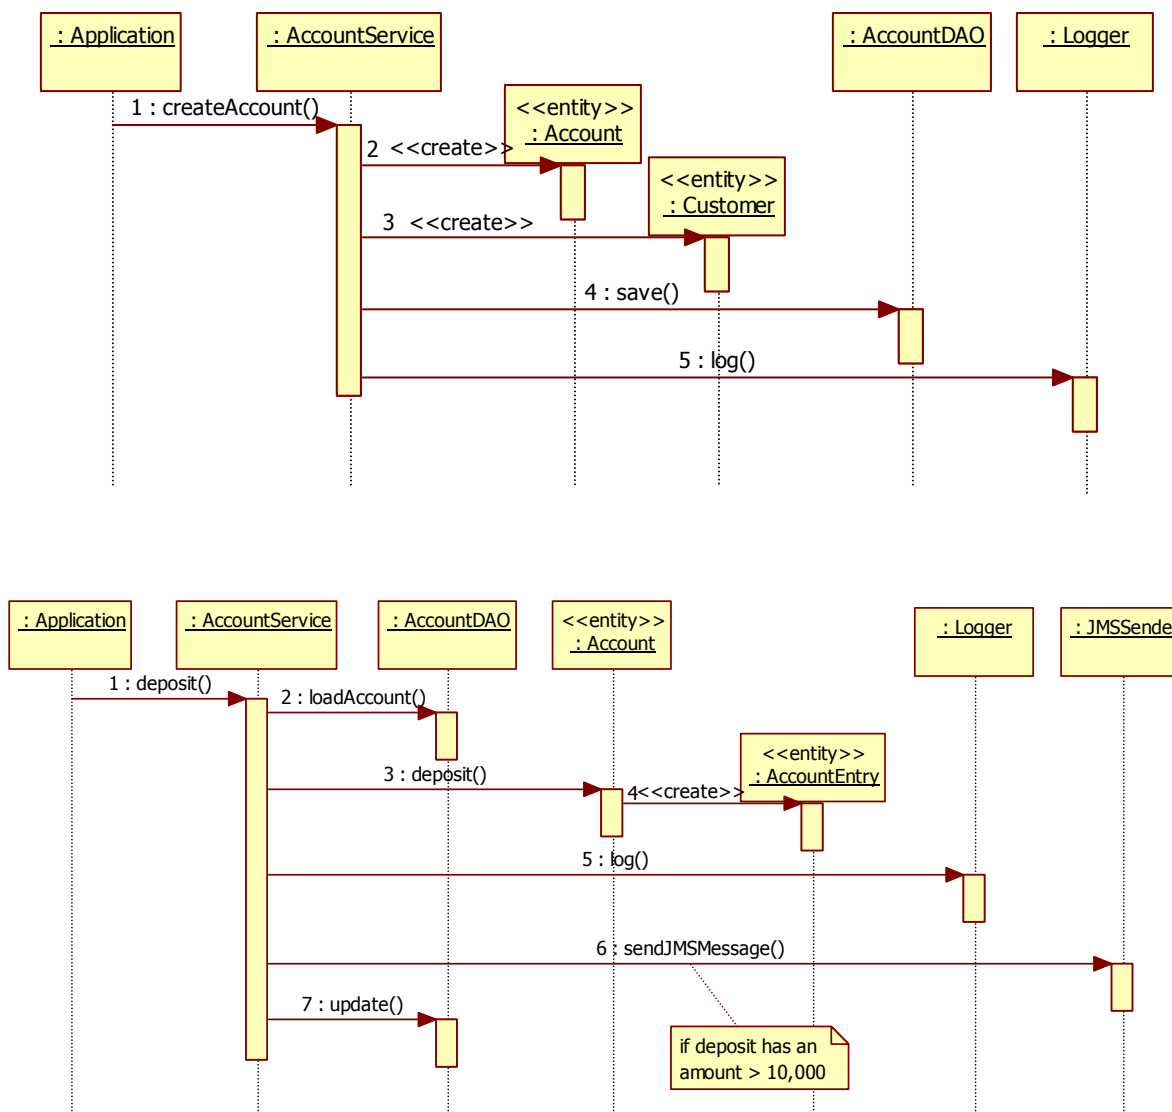 : Application
: AccountService
: AccountDAO
: Logger
<<entity>>
: Account
1 : createAccount()
2 <<create>>
<<entity>>
: Customer
3 <<create>>
4 : save()
5 : log()
: Application
: AccountService
: AccountDAO
<<entity>>
: Account
: Logger
: JMSSende
1 : deposit()
2 : loadAccount()
<<entity>>
: AccountEntry
3 : deposit()
4<<create>>
5 : log()
6 : sendJMSMessage()
7 : update()
if deposit has an
amount > 10,000